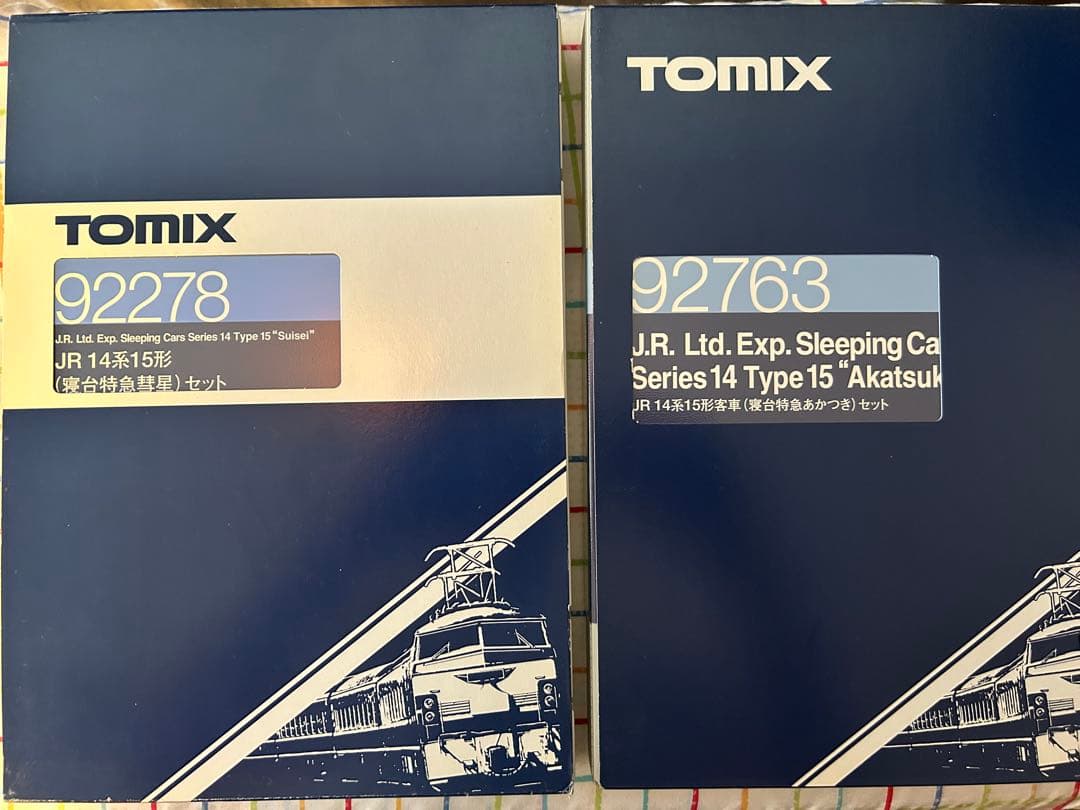 TOMIX
92278
J.R. Ltd. Exp. Sleeping Cars Series 14 Type 15 "Suisei"
JR 14系15形
(寝台特急彗星)セット
TOMIX
92763
J.R. Ltd. Exp. Sleeping Ca
Series 14 Type 15 "Akatsuk
JR 14系15形客車(寝台特急あかつき)セット